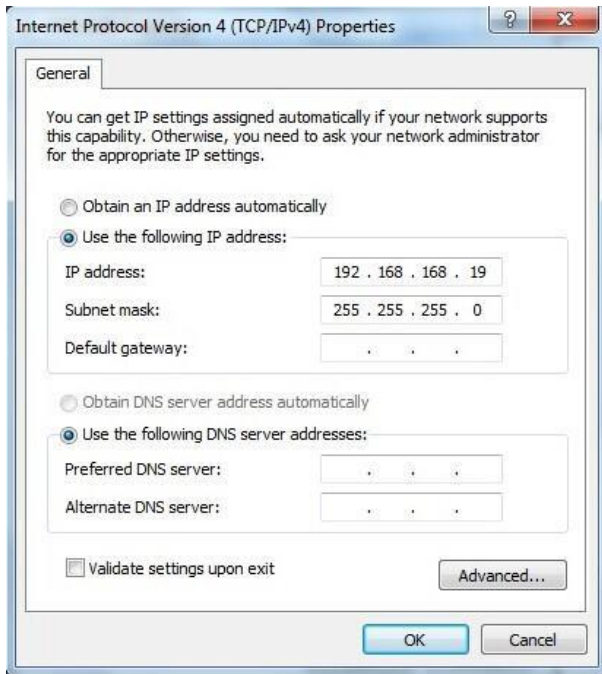 Internet Protocol Version 4 (TCP/IPv4) Properties
General
You can get IP settings assigned automatically if your network supports
this capability. Otherwise, you need to ask your network administrator
for the appropriate IP settings.
Obtain an IP address automatically
Use the following IP address:
IP address: 192 . 168 . 168 . 19
Subnet mask: 255 . 255 . 255 . 0
Default gateway: . . .
Obtain DNS server address automatically
Use the following DNS server addresses:
Preferred DNS server: . . .
Alternate DNS server: . . .
Validate settings upon exit
Advanced...
OK Cancel